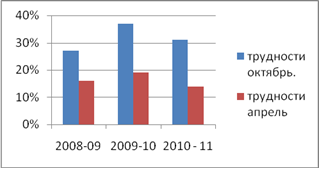 40%
30%
20%
10%
0%
2008-09 2009-10 2010 - 11
трудности
октябрь.
трудности
апрель